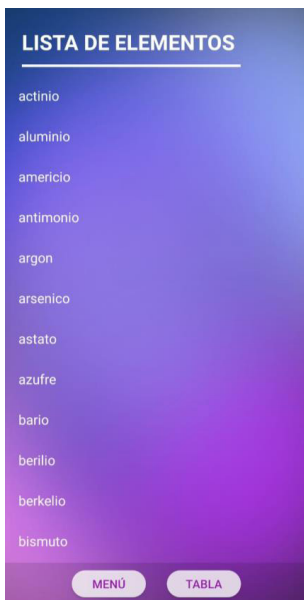 LISTA DE ELEMENTOS
actinio
aluminio
americio
antimonio
argon
arsenico
astato
azufre
bario
berilio
berkelio
bismuto
MENÚ TABLA